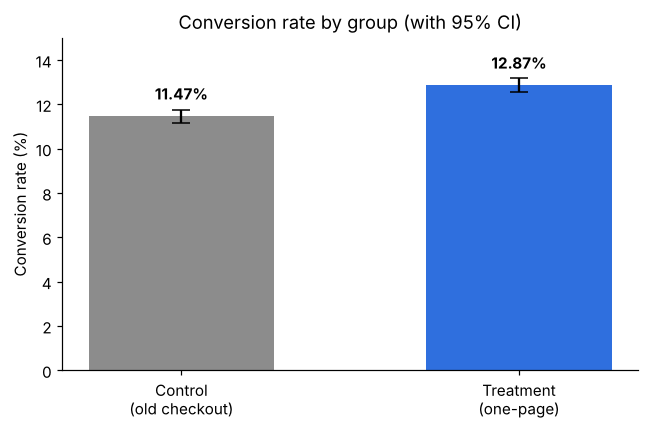 Conversion rate by group (with 95% CI)
Conversion rate (%)
14
12
10
8
6
4
2
0
11.47%
12.87%
Control
(old checkout)
Treatment
(one-page)